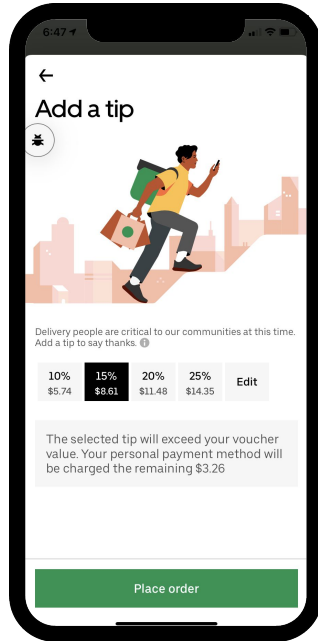 6:47
Add a tip
Delivery people are critical to our communities at this time.
Add a tip to say thanks.
10% 15% 20% 25% Edit
$5.74 $8.61 $11.48 $14.35
The selected tip will exceed your voucher
value. Your personal payment method will
be charged the remaining $3.26
Place order